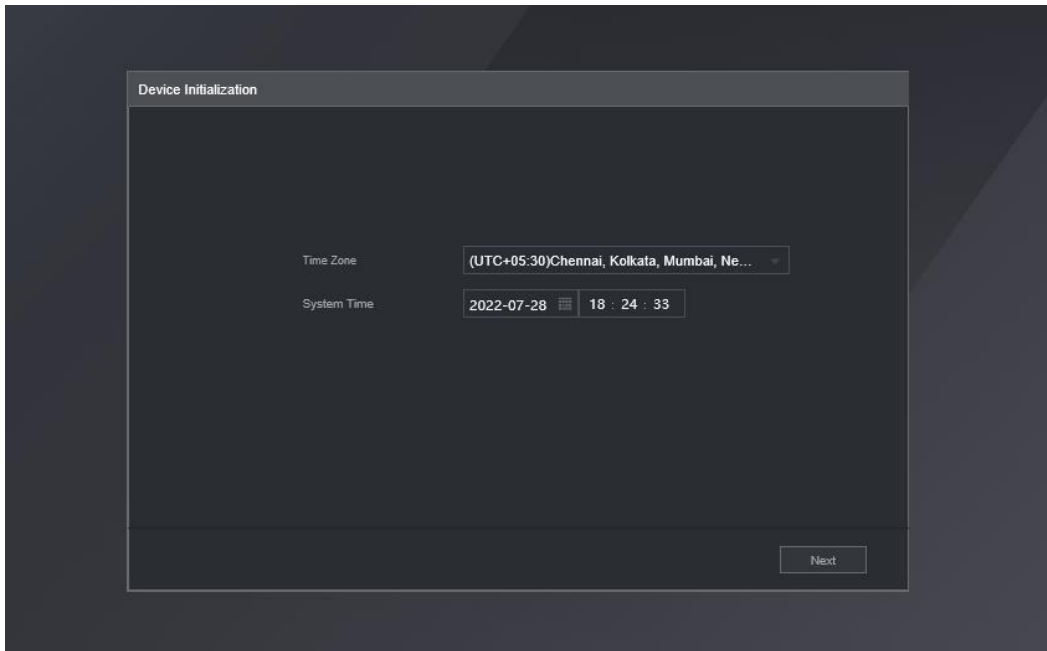 Device Initialization
Time Zone (UTC+05:30)Chennai, Kolkata, Mumbai, Ne...
System Time 2022-07-28 18 : 24 : 33
Next